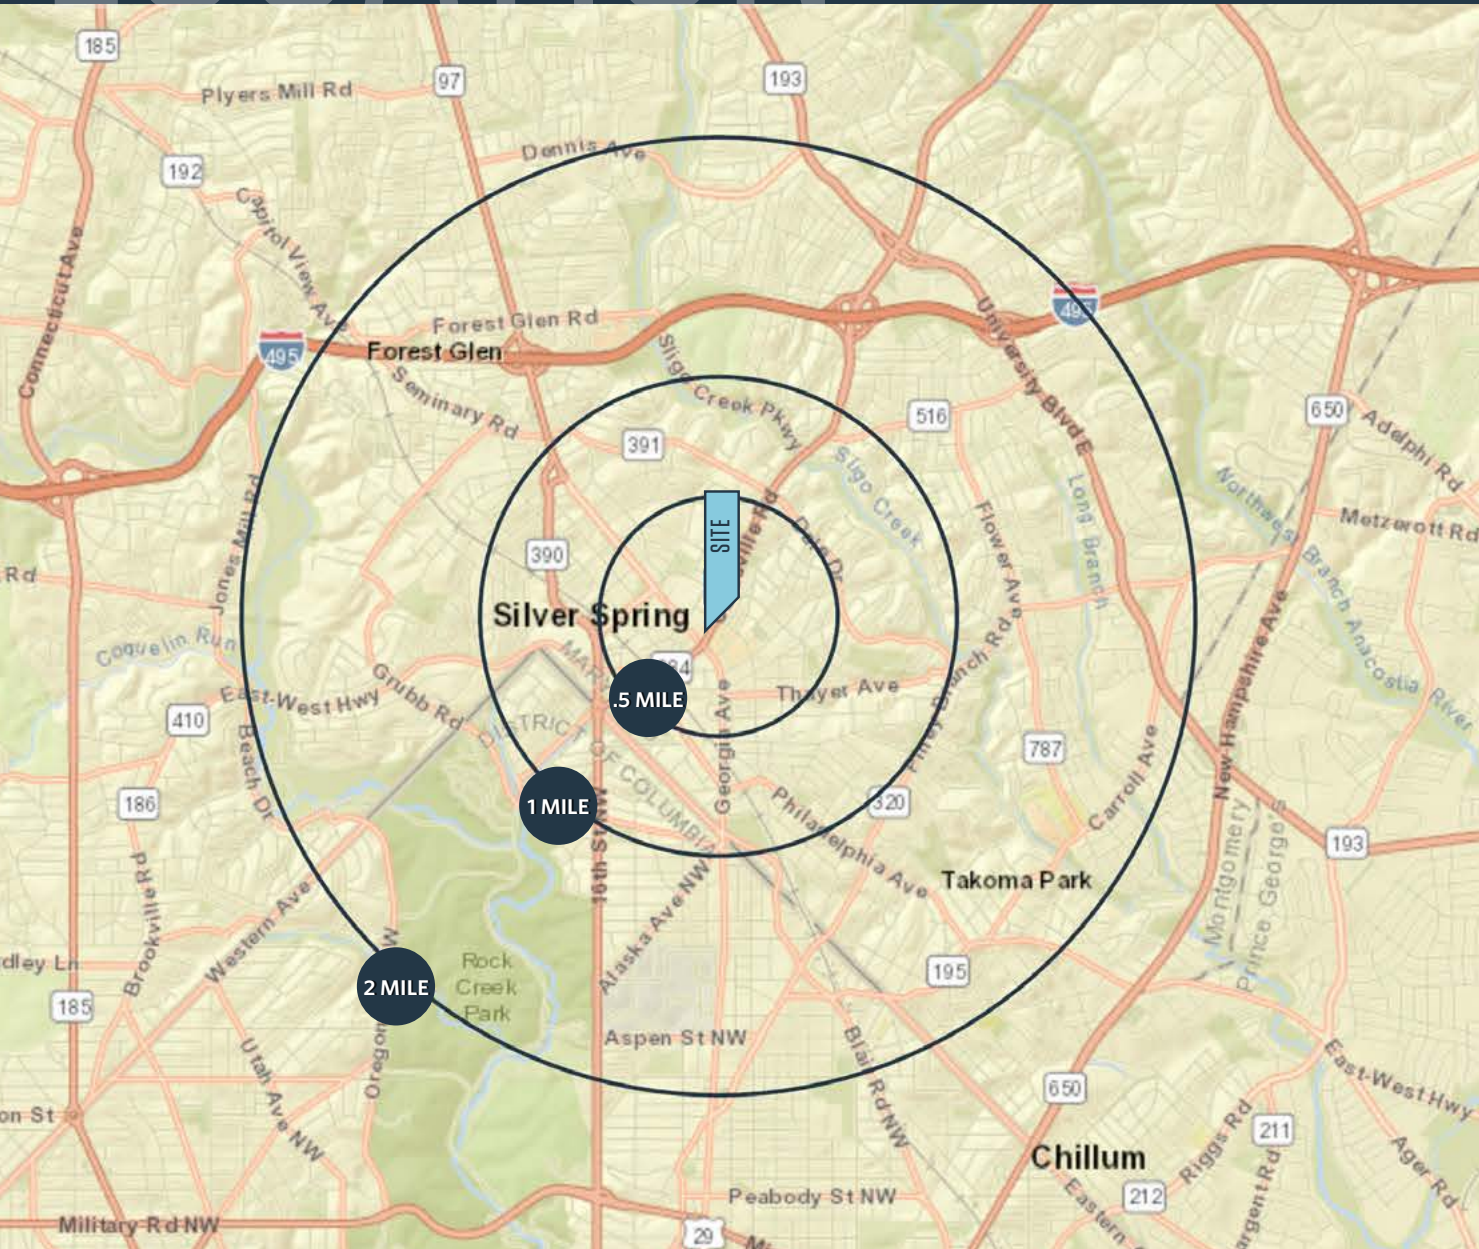 185
97
193
Plyers Mill Rd
Dennis Ave
192
Capitol View Ave
Connecticut Ave
495
Forest Glen Rd
Forest Glen
495
University Blvd E
Sligo Creek Pkwy
Seminary Rd
516
650
Adelphi Rd
391
Sligo Creek
Long Branch
Northwest Branch Anacostia River
Metzerott Rd
Jones Mill Rd
SITE
Dale Dr
Flower Ave
390
Rd
Silver Spring
Coquelin Run
Grubb Rd
East-West Hwy
410
.5 MILE
Thayer Ave
Georgia Ave
Piney Branch Rd
New Hampshire Ave
DISTRICT OF COLUMBIA
Beach Dr
787
Carroll Ave
186
1 MILE
320
Philadelphia Ave
16th St NW
193
Montgomery
Prince George's
Brookville Rd
Western Ave
Alaska Ave NW
Takoma Park
dley Ln
185
2 MILE
Rock
Creek
Park
195
Aspen St NW
Blair Rd NW
Oregon
Utah Ave NW
650
East-West Hwy
on St
211
Riggs Rd
Ager Rd
Chillum
212
Peabody St NW
Eastern
argent Rd
Military Rd NW
29